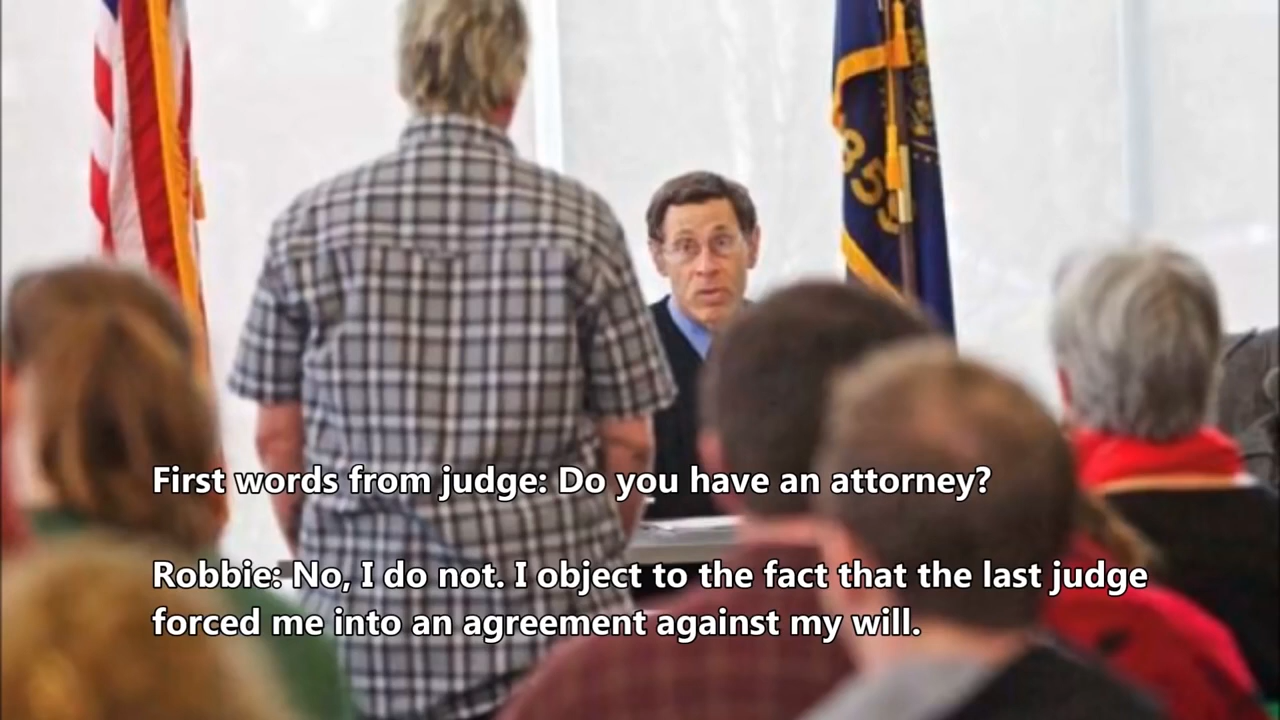 859
First words from judge: Do you have an attorney?
Robbie: No, I do not. I object to the fact that the last judge
forced me into an agreement against my will.